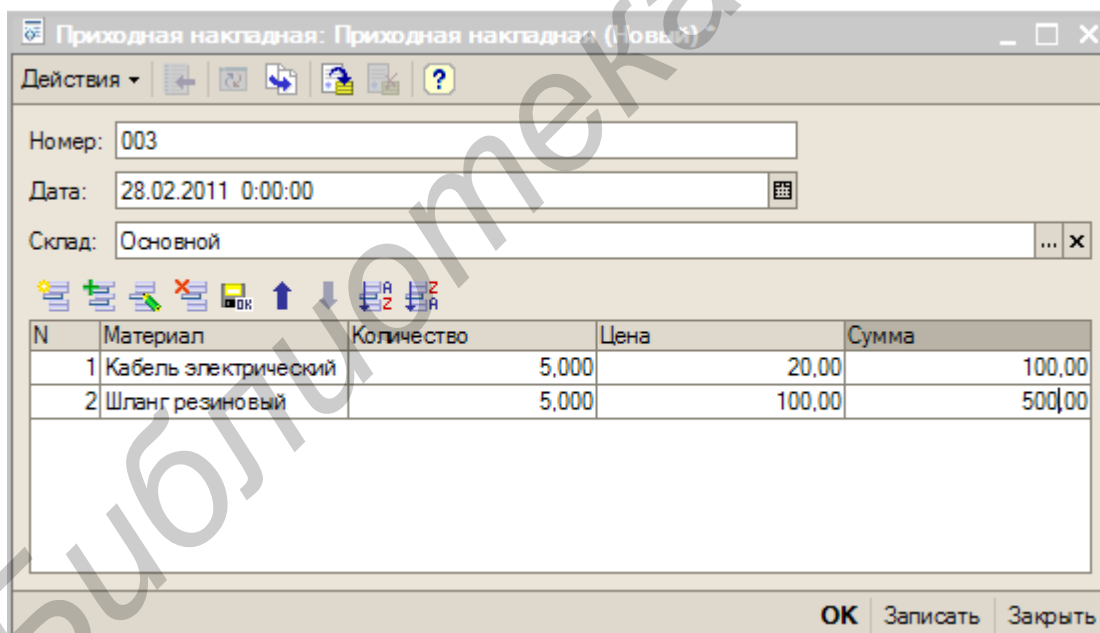 Приходная накладная: Приходная накладная (Новый) *
Действия
Номер: 003
Дата: 28.02.2011 0:00:00
Склад: Основной
N Материал Количество Цена Сумма
1 Кабель электрический 5,000 20,00 100,00
2 Шланг резиновый 5,000 100,00 500,00
OK Записать Закрыть
Библиотека